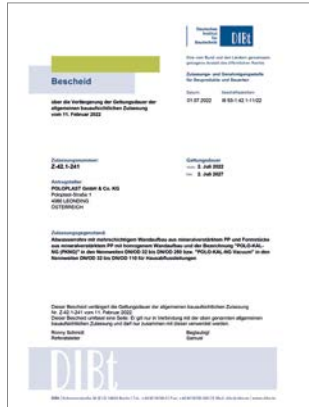 Deutsches
Institut
für
Bautechnik
DIBt
Eine vom Bund und den Ländern gemeinsam
getragene Anstalt des öffentlichen Rechts
Zulassungs- und Genehmigungsstelle
für Bauprodukte und Bauarten
Bescheid
über die Verlängerung der Geltungsdauer der
allgemeinen bauaufsichtlichen Zulassung
vom 11. Februar 2022
Datum:
01.07.2022
Geschäftszeichen:
III 53-1.42.1-11/22
Zulassungsnummer:
Z-42.1-241
Geltungsdauer
vom: 2. Juli 2022
bis: 2. Juli 2027
Antragsteller:
POLOPLAST GmbH & Co. KG
Poloplast-Straße 1
4060 LEONDING
ÖSTERREICH
Zulassungsgegenstand:
Abwasserrohre mit mehrschichtigem Wandaufbau aus mineralverstärktem PP und Formstücke
aus mineralverstärktem PP mit homogenem Wandaufbau und der Bezeichnung "POLO-KAL-
NG (PKNG)" in den Nennweiten DN/OD 32 bis DN/OD 250 bzw. "POLO-KAL-NG Vacuum" in den
Nennweiten DN/OD 32 bis DN/OD 110 für Hausabflussleitungen
Dieser Bescheid verlängert die Geltungsdauer der allgemeinen bauaufsichtlichen Zulassung
Nr. Z-42.1-241 vom 11. Februar 2022.
Dieser Bescheid umfasst eine Seite. Er gilt nur in Verbindung mit der oben genannten allgemeinen
bauaufsichtlichen Zulassung und darf nur zusammen mit dieser verwendet werden.
Ronny Schmidt
Referatsleiter
Beglaubigt
Samuel
DIBt